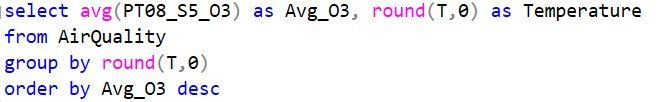 select avg(PT08_S5_O3) as Avg_O3, round(T,0) as Temperature
from AirQuality
group by round(T,0)
order by Avg_O3 desc